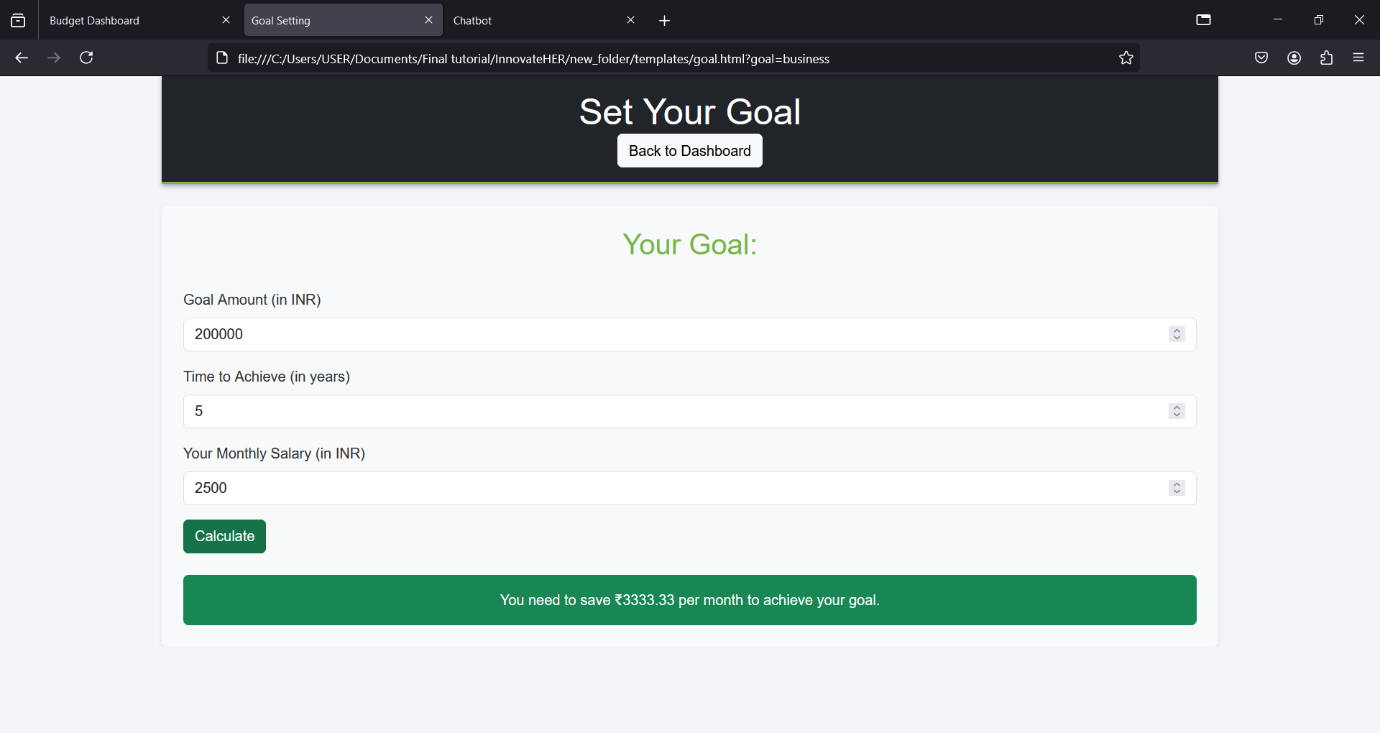 Budget Dashboard
Goal Setting
Chatbot
file:///C:/Users/USER/Documents/Final tutorial/InnovateHER/new_folder/templates/goal.html?goal=business
Set Your Goal
Back to Dashboard
Your Goal:
Goal Amount (in INR)
200000
Time to Achieve (in years)
5
Your Monthly Salary (in INR)
2500
Calculate
You need to save ₹3333.33 per month to achieve your goal.